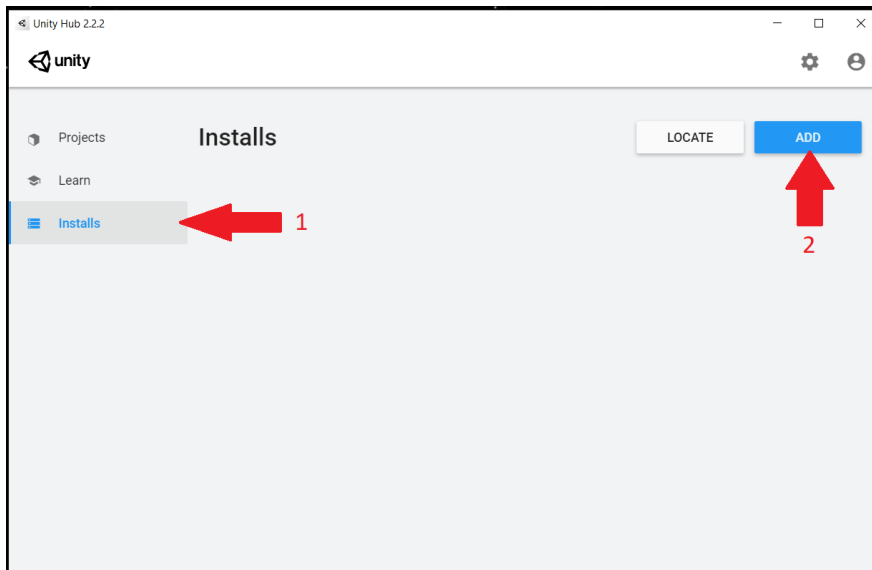 Unity Hub 2.2.2
unity
Projects
Installs
LOCATE
ADD
Learn
Installs
1
2